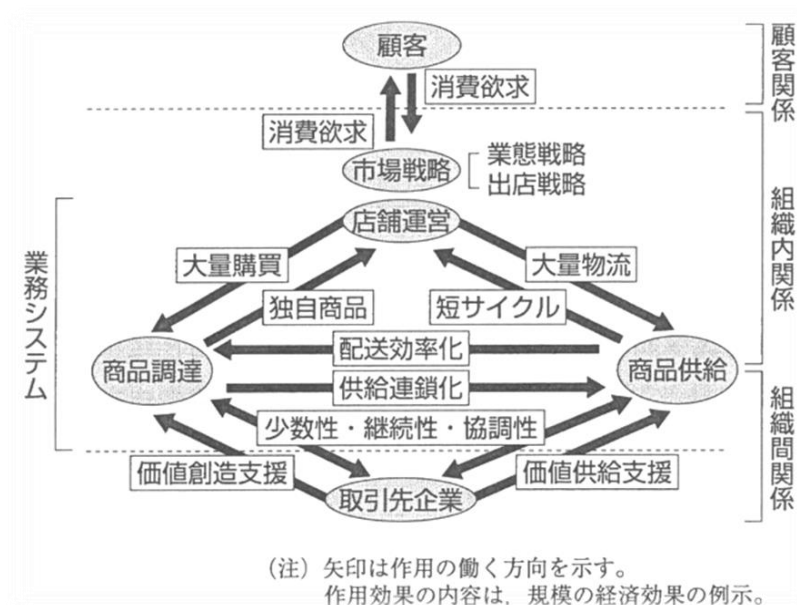 顧客
消費欲求
消費欲求
市場戦略
業態戦略
出店戦略
店舗運営
大量購買
大量物流
独自商品
短サイクル
配送効率化
商品調達
商品供給
供給連鎖化
少数性・継続性・協調性
価値創造支援
価値供給支援
取引先企業
業務システム
顧客関係
組織内関係
組織間関係
(注) 矢印は作用の働く方向を示す。
作用効果の内容は，規模の経済効果の例示。